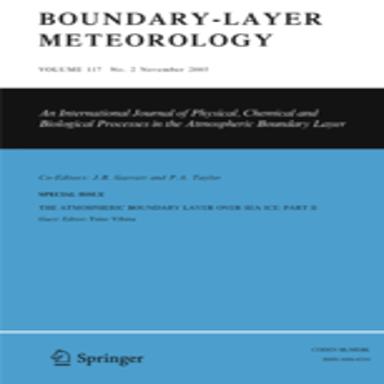 BOUNDARY-LAYER
METEOROLOGY
VOLUME 117 No. 2 November 2005
An International Journal of Physical, Chemical and
Biological Processes in the Atmospheric Boundary Layer
Co-Editors: J.R. Garratt and P.A. Taylor
SPECIAL ISSUE
THE ATMOSPHERIC BOUNDARY LAYER OVER SEA ICE: PART II
Guest Editor: Timo Vihma
Springer